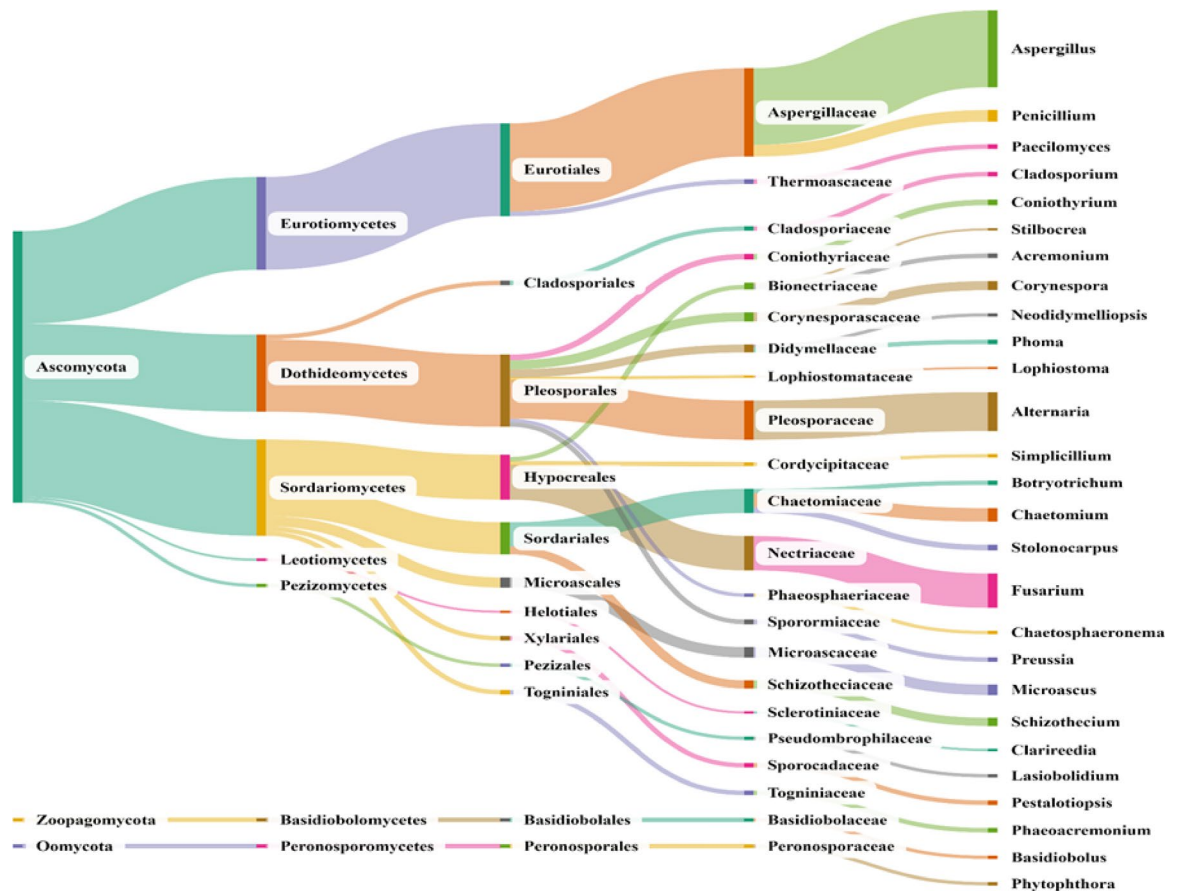 Aspergillus
Aspergillaceae
Penicillium
Paecilomyces
Eurotiales
Thermoascaceae
Cladosporium
Coniothyrium
Eurotiomycetes
Cladosporiaceae
Stilbocrea
Coniothyriaceae
Acremonium
Cladosporiales
Bionectriaceae
Corynespora
Corynesporascaceae
Neodidymelliopsis
Didymellaceae
Phoma
Ascomycota
Dothideomycetes
Lophiostomataceae
Lophiostoma
Pleosporales
Pleosporaceae
Alternaria
Simplicillium
Cordycipitaceae
Hypocreales
Botryotrichum
Sordariomycetes
Chaetomiaceae
Chaetomium
Sordariales
Stolonocarpus
Nectriaceae
Leotiomycetes
Microascales
Pezizomycetes
Phaeosphaeriaceae
Fusarium
Helotiales
Sporormiaceae
Chaetosphaeronema
Xylariales
Microascaceae
Preussia
Pezizales
Schizotheciaceae
Microascus
Togniniales
Sclerotiniaceae
Schizothecium
Pseudombrophilaceae
Clarireedia
Sporocadaceae
Lasiobolidium
Togniniaceae
Pestalotiopsis
Zoopagomycota Basidiobolomycetes Basidiobolales Basidiobolaceae
Phaeoacremonium
Oomycota Peronosporomycetes Peronosporales Peronosporaceae
Basidiobolus
Phytophthora